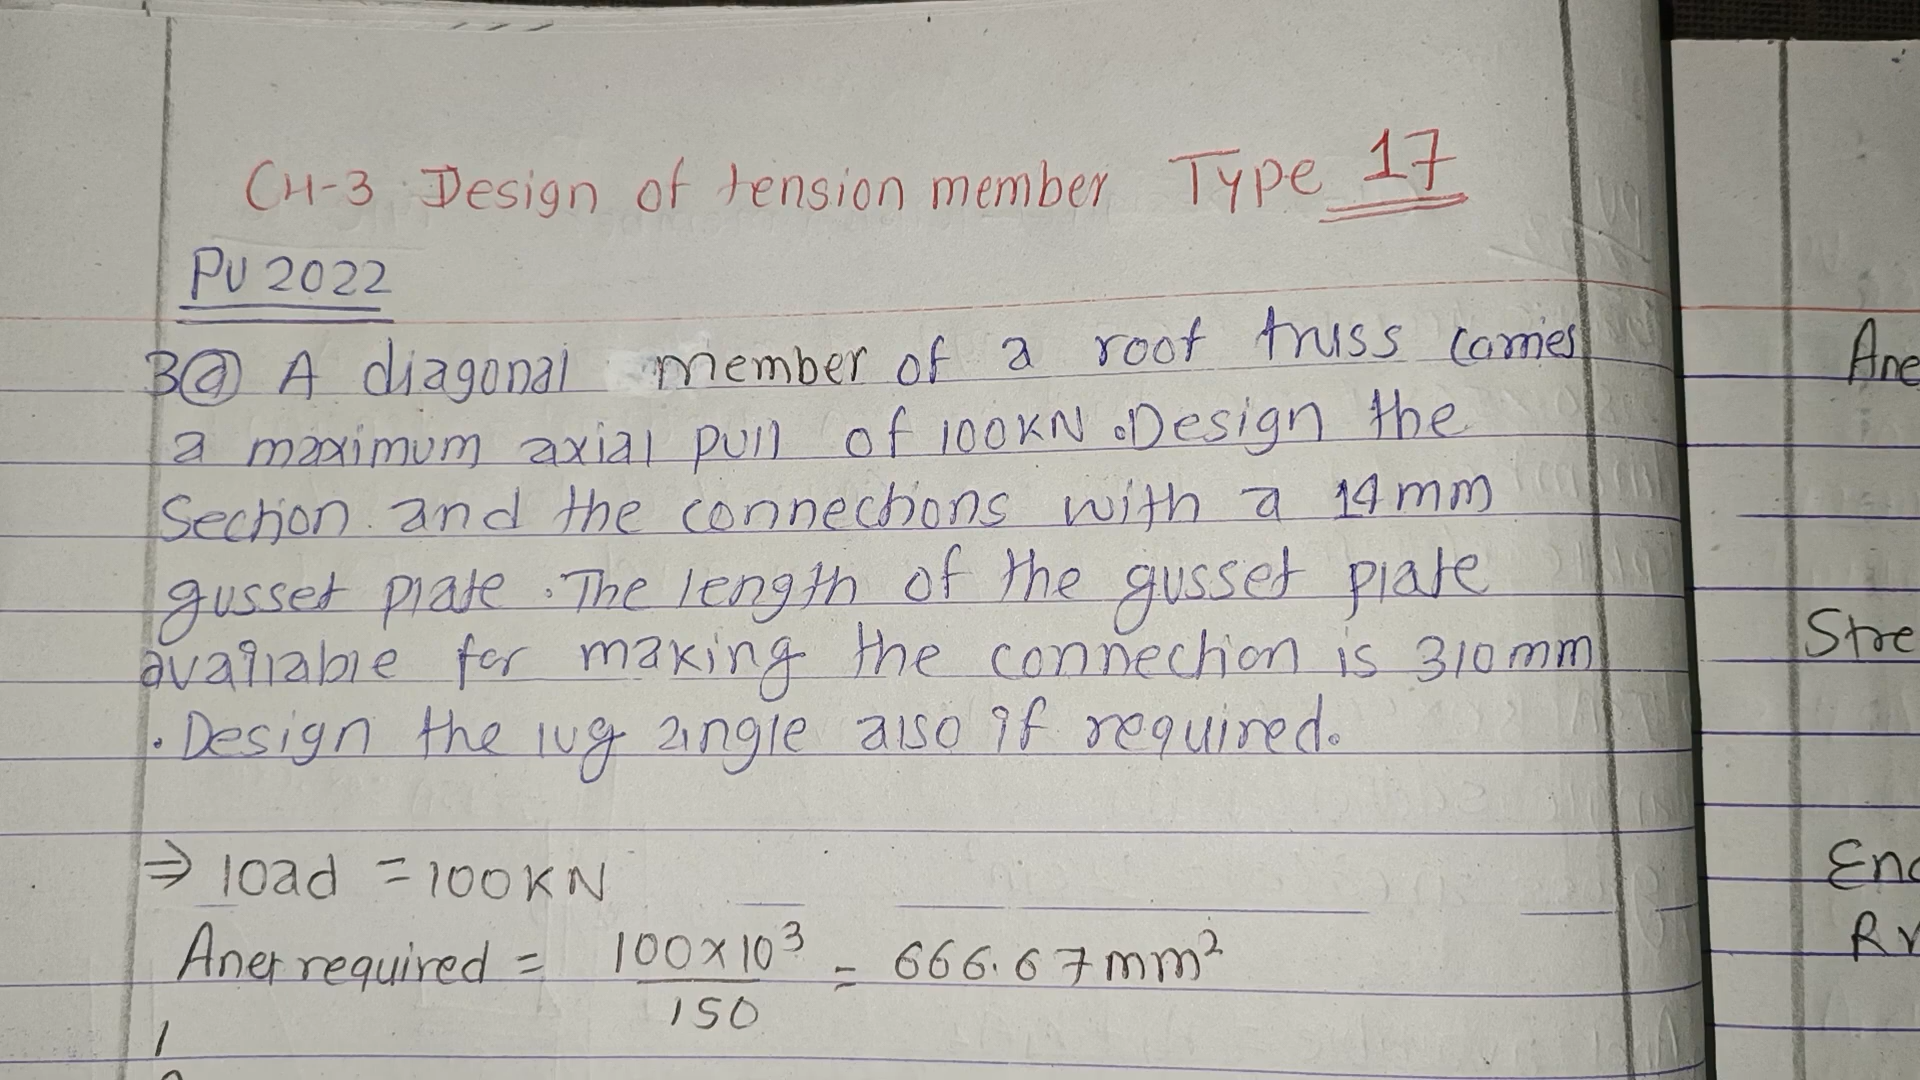 CH-3 Design of tension member Type 17
PU 2022
3(a) A diagonal member of a roof truss carries
a maximum axial pull of 100KN. Design the
Section and the connections with a 14mm
gusset plate. The length of the gusset plate
available for making the connection is 310mm
. Design the lug angle also if required.
⇒ load = 100KN
Anet required = 100×10³ / 150 = 666.67mm²
Ane
Stre
End